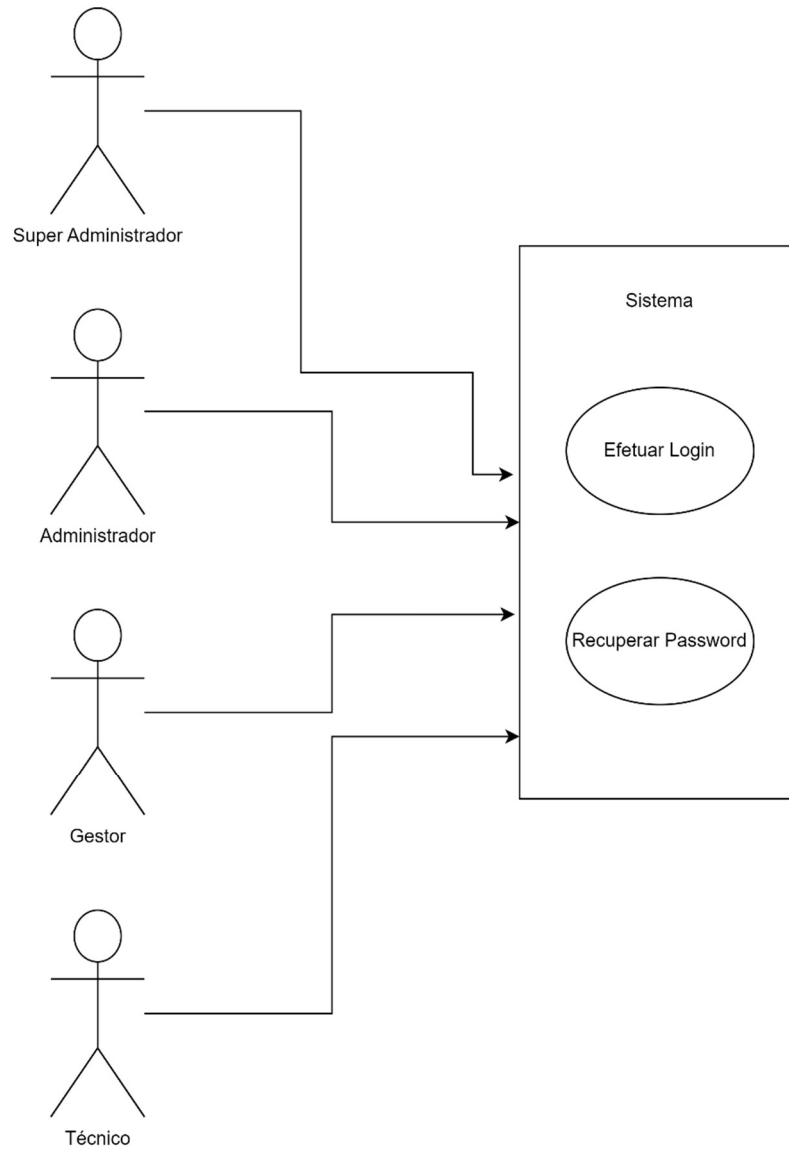 Super Administrador
Sistema
Efetuar Login
Administrador
Recuperar Password
Gestor
Técnico